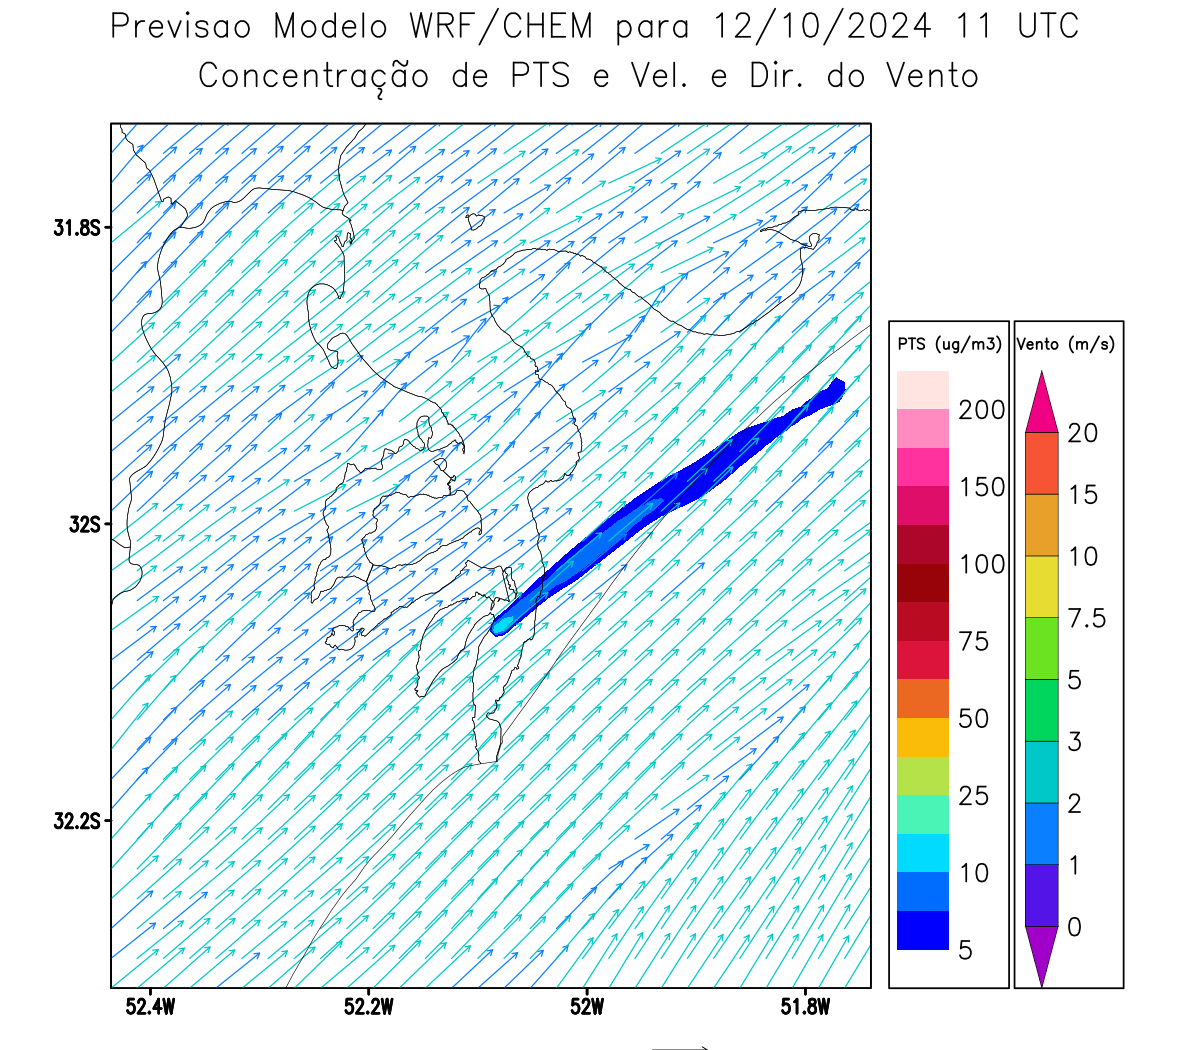 Previsao Modelo WRF/CHEM para 12/10/2024 11 UTC
Concentração de PTS e Vel. e Dir. do Vento
31.8S
32S
32.2S
52.4W 52.2W 52W 51.8W
PTS (ug/m3)
200
150
100
75
50
25
10
5
Vento (m/s)
20
15
10
7.5
5
3
2
1
0